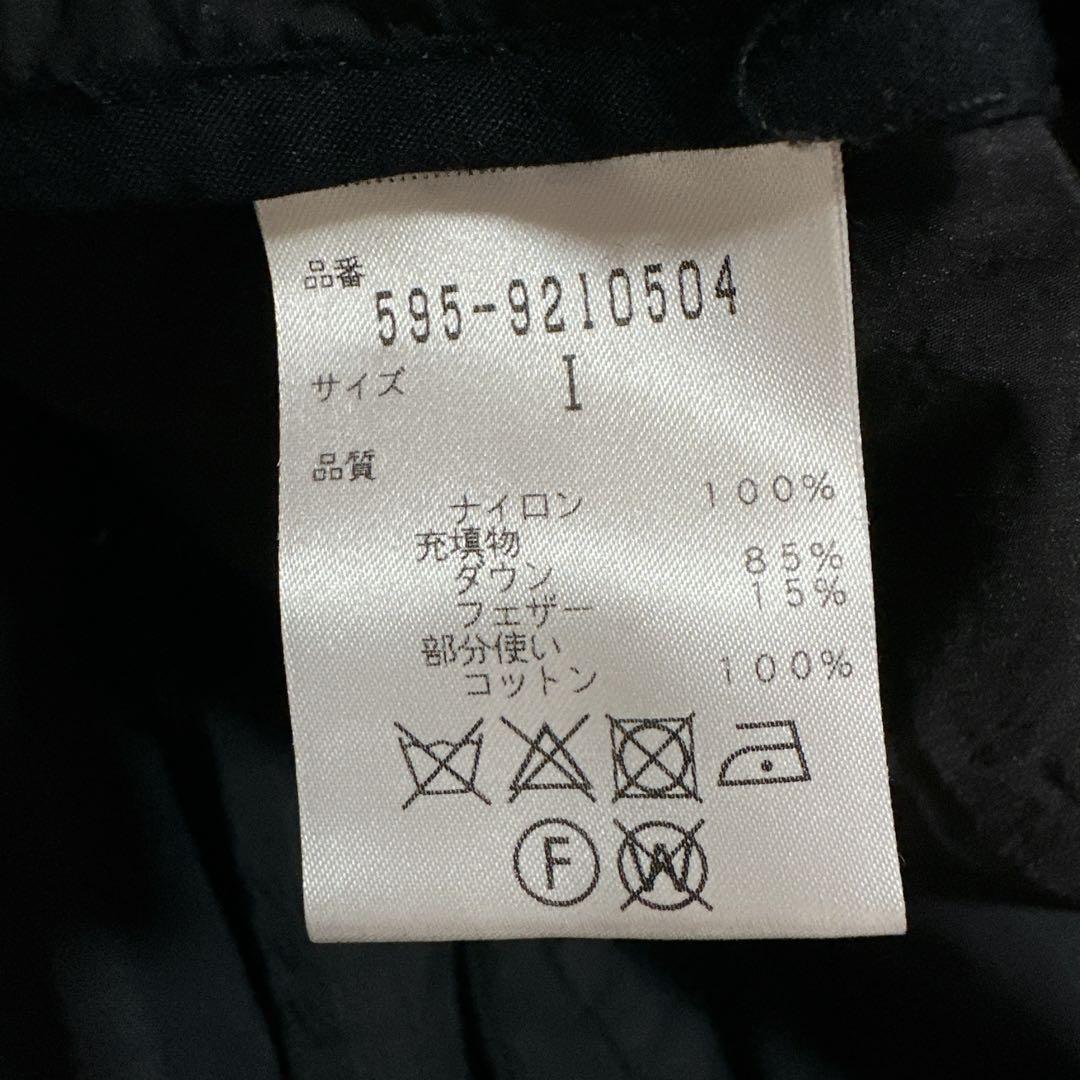 品番 595-9210504
サイズ I
品質
ナイロン 100%
充填物
ダウン 85%
フェザー 15%
部分使い
コットン 100%
F W